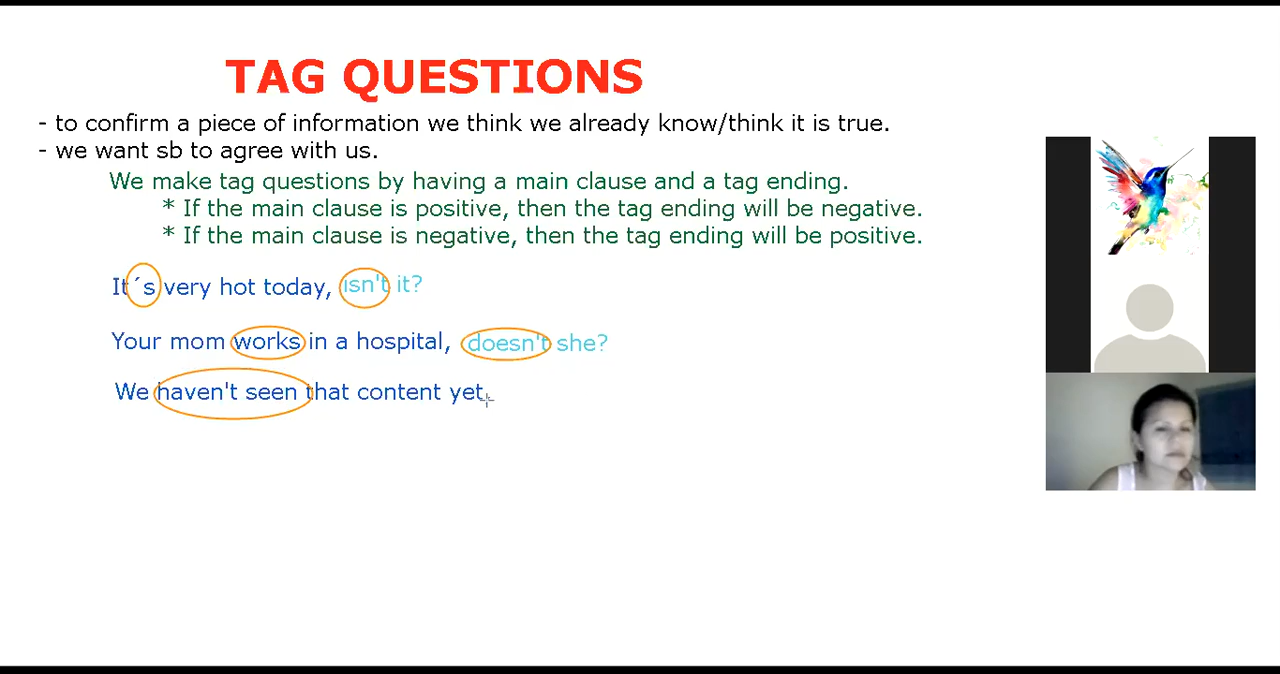 TAG QUESTIONS
- to confirm a piece of information we think we already know/think it is true.
- we want sb to agree with us.
We make tag questions by having a main clause and a tag ending.
* If the main clause is positive, then the tag ending will be negative.
* If the main clause is negative, then the tag ending will be positive.
It´s very hot today, isn't it?
Your mom works in a hospital, doesn't she?
We haven't seen that content yet,